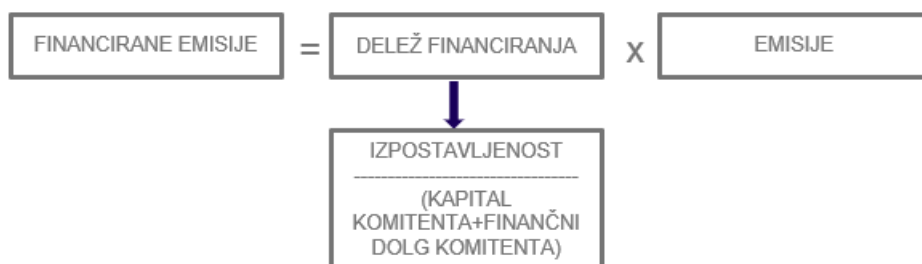 FINANCIRANE EMISIJE = DELEŽ FINANCIRANJA X EMISIJE
IZPOSTAVLJENOST
---------------------------------
(KAPITAL
KOMITENTA+FINANČNI
DOLG KOMITENTA)